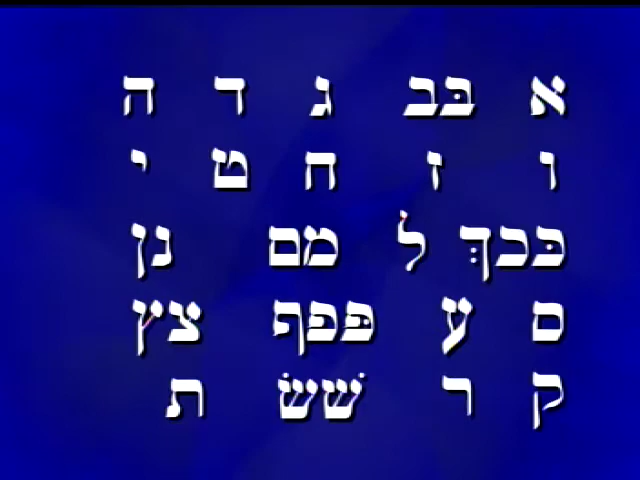 א בּב ג ד ה
ו ז ח ט י
כּכךְ ל מם נן
ס ע פּפף צץ
ק ר שׁשׂ ת